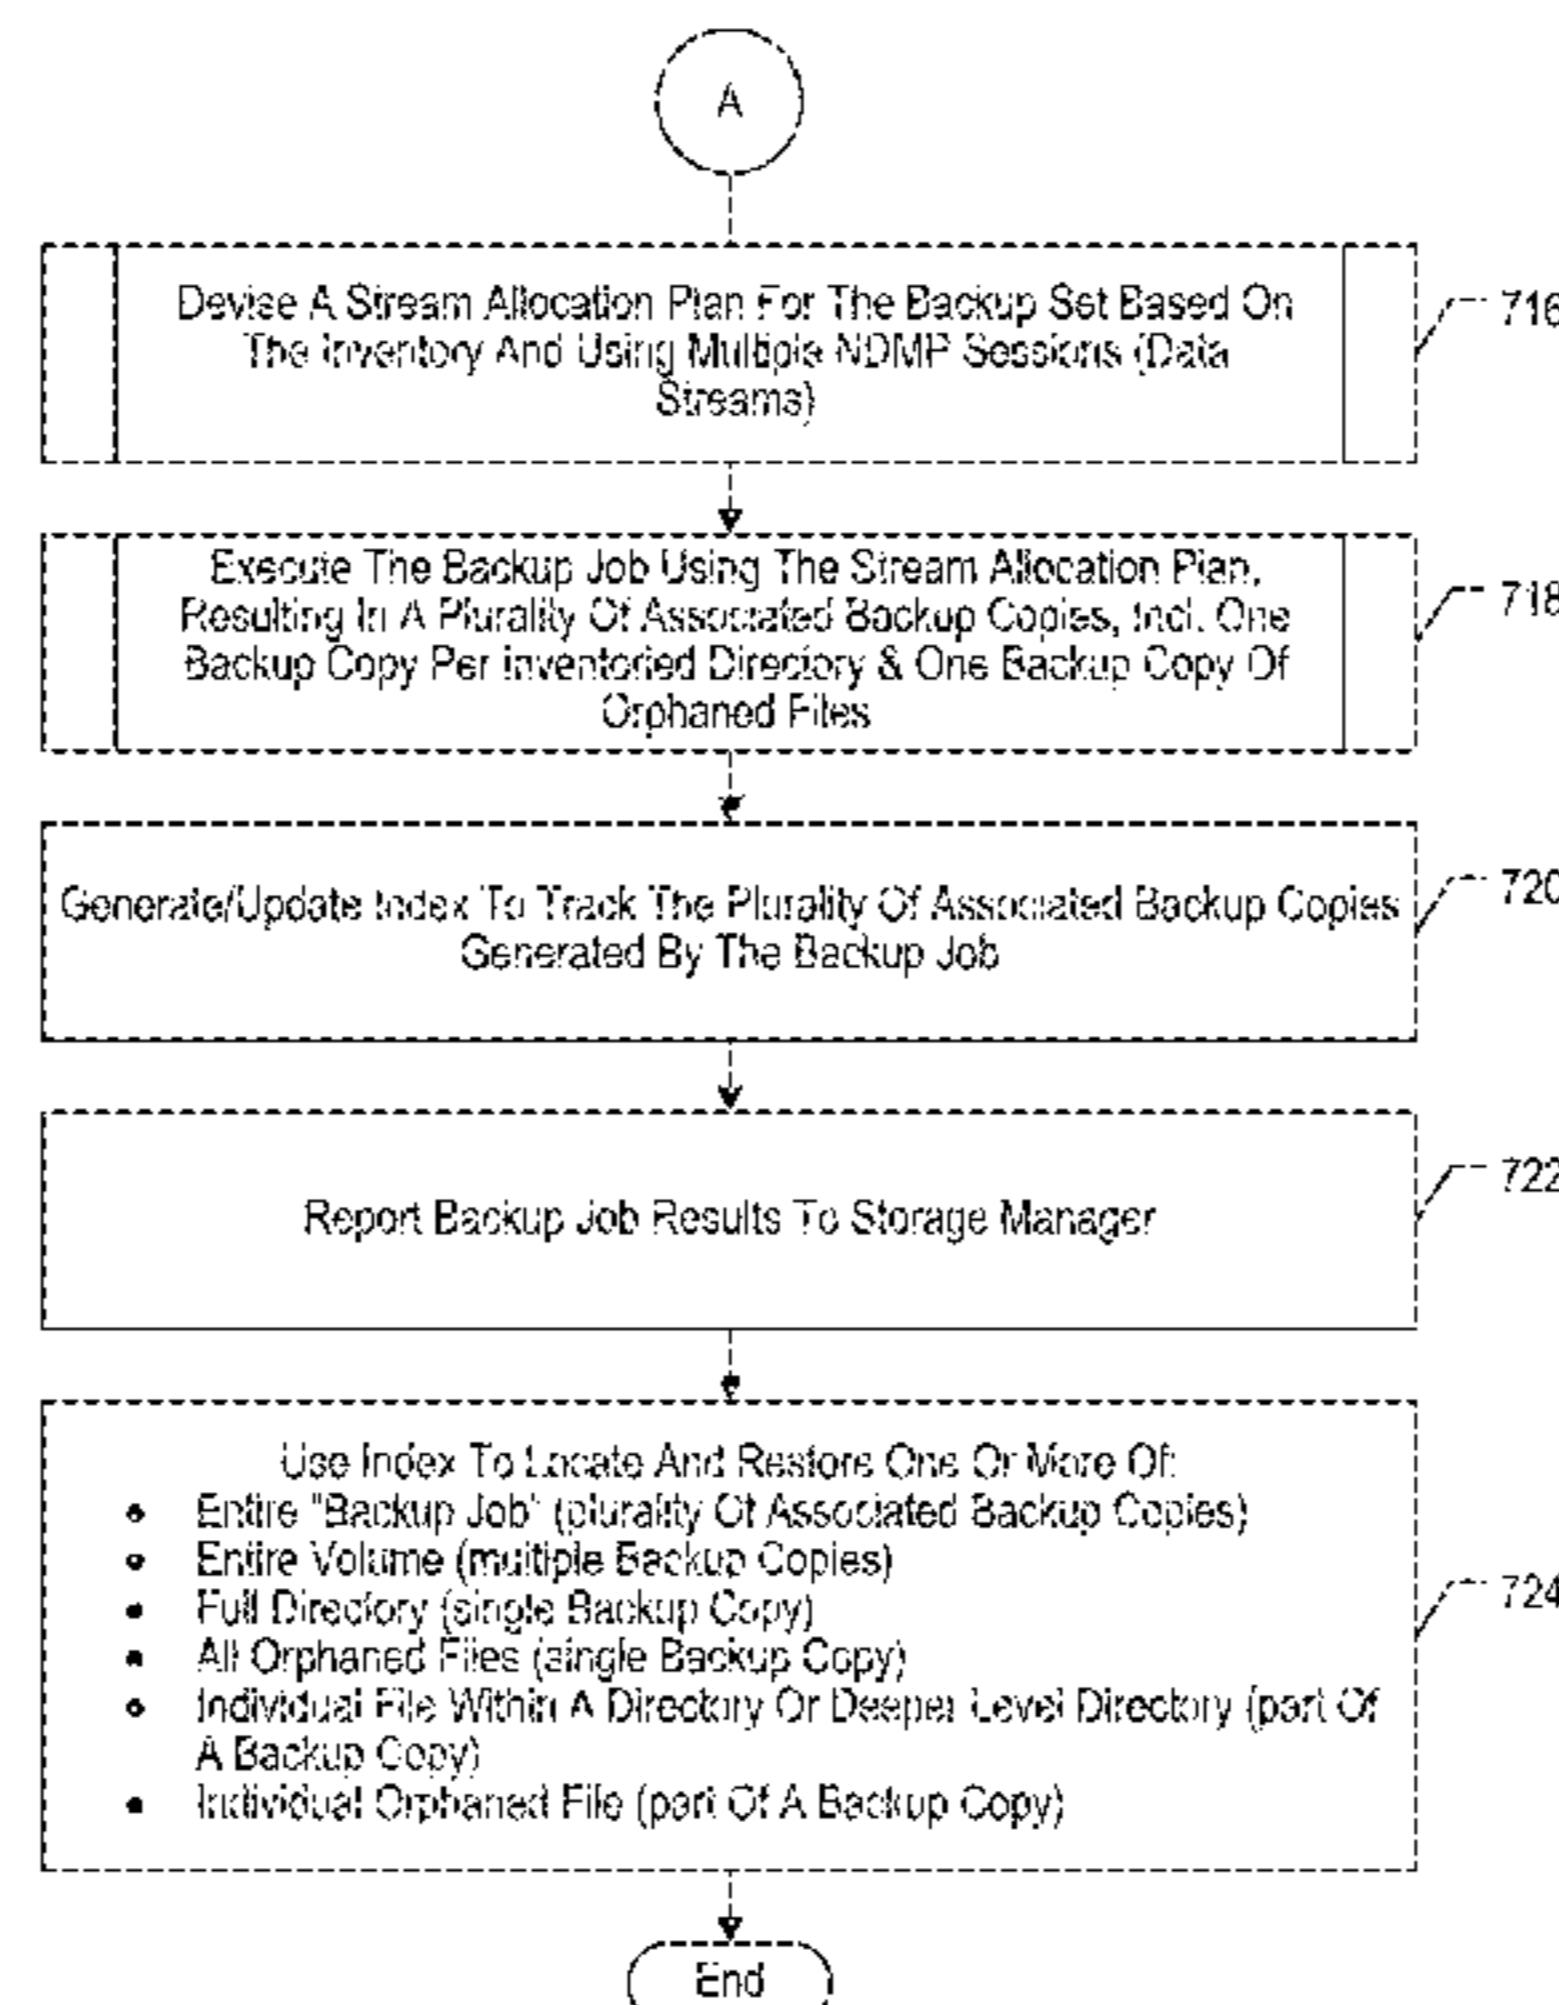 A
Devise A Stream Allocation Plan For The Backup Set Based On
The Inventory And Using Multiple NDMP Sessions (Data
Streams)
716
Execute The Backup Job Using The Stream Allocation Plan,
Resulting In A Plurality Of Associated Backup Copies, Incl. One
Backup Copy Per Inventoried Directory & One Backup Copy Of
Orphaned Files
718
Generate/Update Index To Track The Plurality Of Associated Backup Copies
Generated By The Backup Job
720
Report Backup Job Results To Storage Manager
722
Use Index To Locate And Restore One Or More Of:
• Entire "Backup Job" (plurality Of Associated Backup Copies)
• Entire Volume (multiple Backup Copies)
• Full Directory (single Backup Copy)
• All Orphaned Files (single Backup Copy)
• Individual File Within A Directory Or Deeper Level Directory (part Of
A Backup Copy)
• Individual Orphaned File (part Of A Backup Copy)
724
End